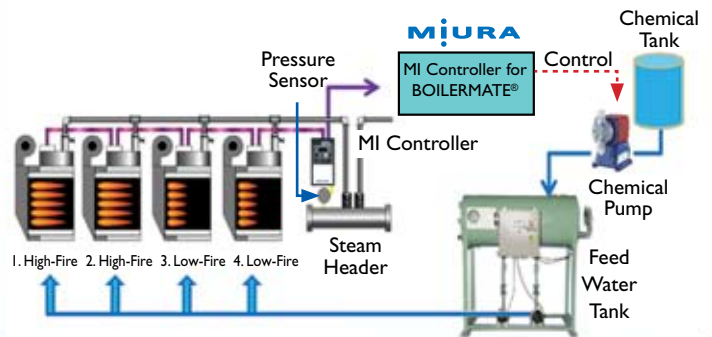 MIURA
Chemical
Tank
Pressure
Sensor
MI Controller for
BOILERMATE®
Control
MI Controller
Chemical
Pump
1. High-Fire
2. High-Fire
3. Low-Fire
4. Low-Fire
Steam
Header
Feed
Water
Tank